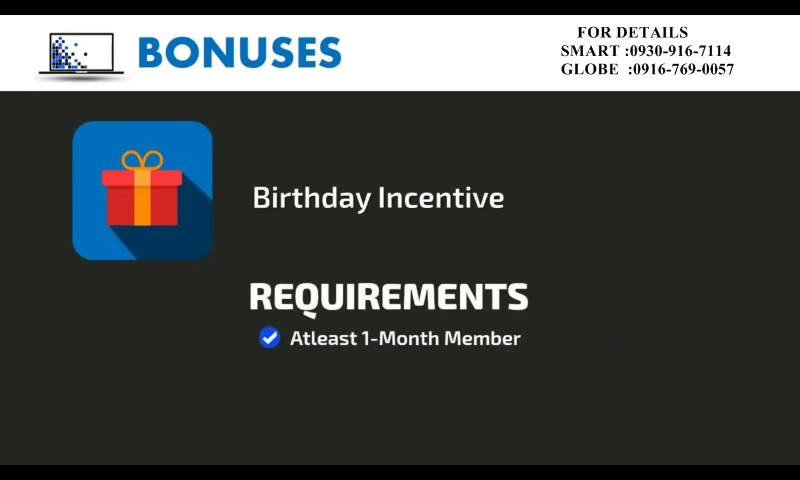 BONUSES
FOR DETAILS
SMART :0930-916-7114
GLOBE :0916-769-0057
Birthday Incentive
REQUIREMENTS
Atleast 1-Month Member